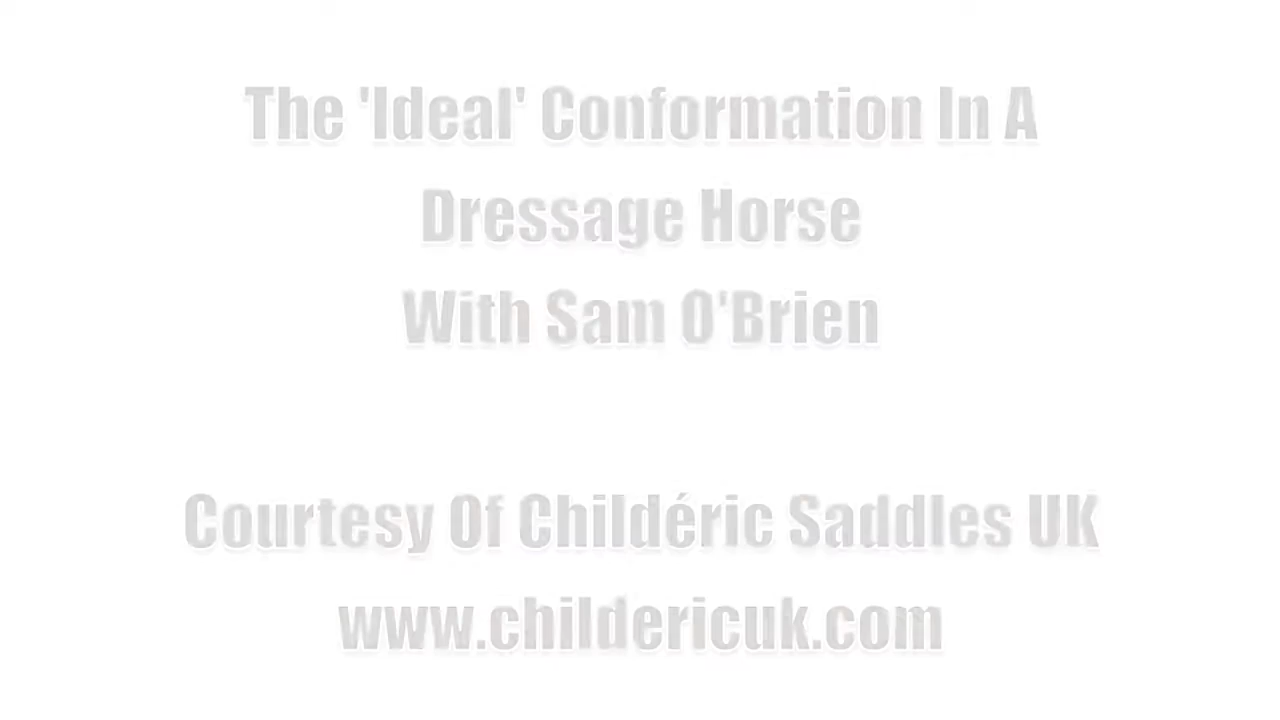 The 'Ideal' Conformation In A
Dressage Horse
With Sam O'Brien
Courtesy Of Childéric Saddles UK
www.childericuk.com